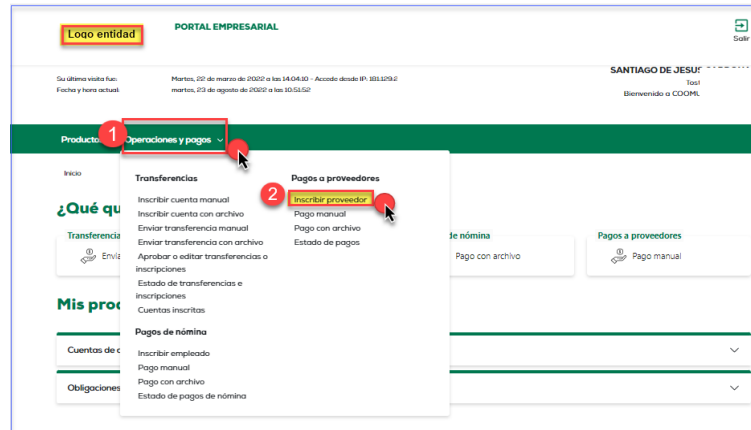 Logo entidad
PORTAL EMPRESARIAL
Salir
Su última visita fue: Martes, 22 de marzo de 2022 a las 14:04:10 - Accede desde IP: 181.129.2
Fecha y hora actual: martes, 23 de agosto de 2022 a las 10:51:52
SANTIAGO DE JESUS
Bienvenido a COOML
1
Producto
Operaciones y pagos
Inicio
¿Qué qu
Transferencias
Inscribir cuenta manual
Inscribir cuenta con archivo
Enviar transferencia manual
Enviar transferencia con archivo
Aprobar o editar transferencias o
inscripciones
Estado de transferencias e
inscripciones
Cuentas inscritas
Pagos de nómina
Inscribir empleado
Pago manual
Pago con archivo
Estado de pagos de nómina
Pagos a proveedores
2
Inscribir proveedor
Pago manual
Pago con archivo
Estado de pagos
Transferencia
Envia
de nómina
Pago con archivo
Pagos a proveedores
Pago manual
Mis prod
Cuentas de
Obligaciones